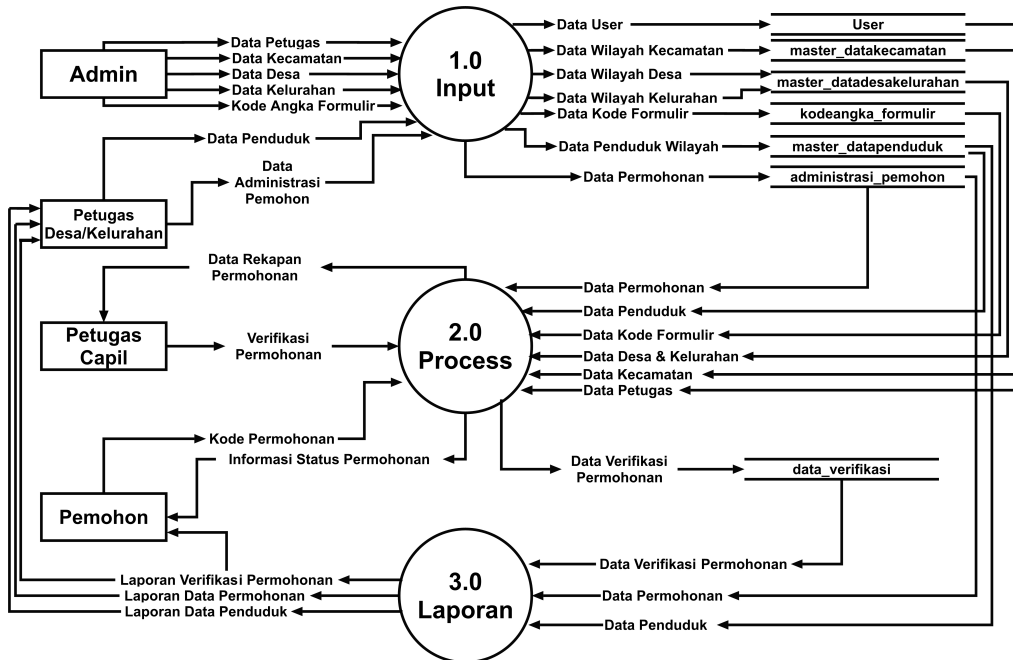 Admin
Data Petugas
Data Kecamatan
Data Desa
Data Kelurahan
Kode Angka Formulir
1.0
Input
Data User
User
Data Wilayah Kecamatan
master_datakecamatan
Data Wilayah Desa
Data Wilayah Kelurahan
master_datadesakelurahan
Data Kode Formulir
kodeangka_formulir
Data Penduduk Wilayah
master_datapenduduk
Data Permohonan
administrasi_pemohon
Data Penduduk
Data
Administrasi
Pemohon
Petugas
Desa/Kelurahan
Data Rekapan
Permohonan
Petugas
Capil
Verifikasi
Permohonan
2.0
Process
Data Permohonan
Data Penduduk
Data Kode Formulir
Data Desa & Kelurahan
Data Kecamatan
Data Petugas
Kode Permohonan
Informasi Status Permohonan
Data Verifikasi
Permohonan
data_verifikasi
Pemohon
3.0
Laporan
Data Verifikasi Permohonan
Data Permohonan
Data Penduduk
Laporan Verifikasi Permohonan
Laporan Data Permohonan
Laporan Data Penduduk